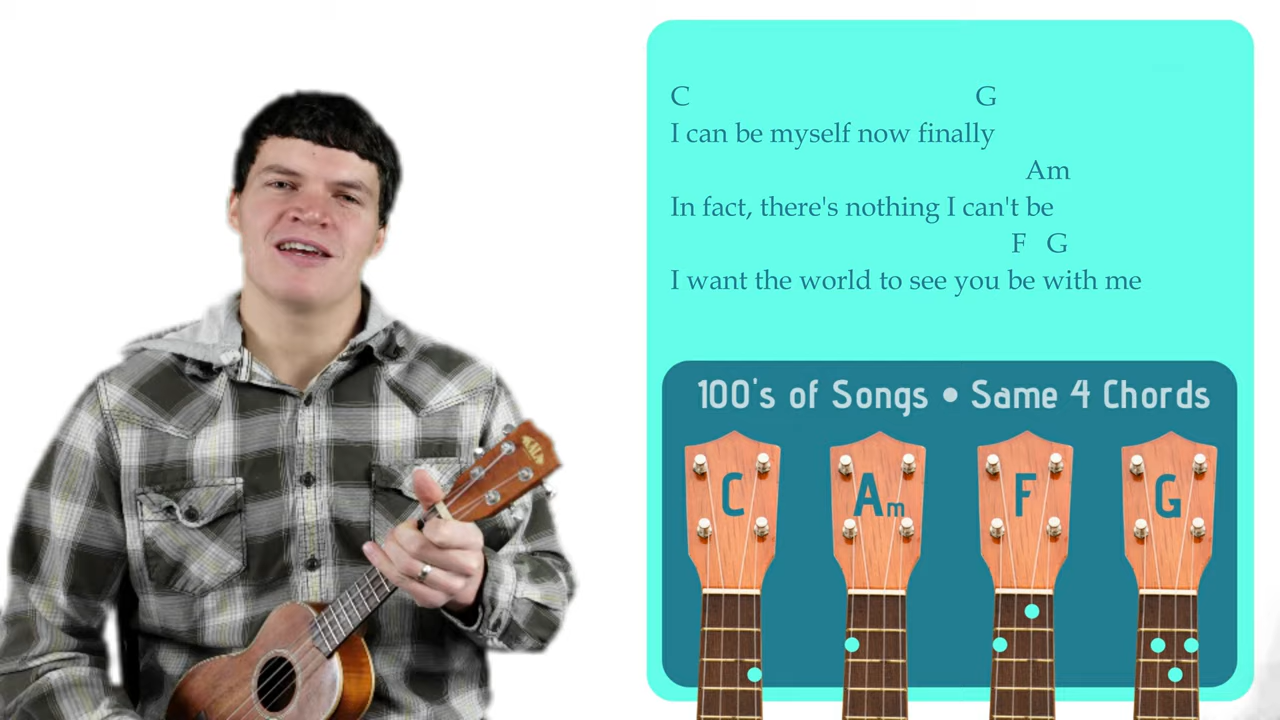 C G
I can be myself now finally
Am
In fact, there's nothing I can't be
F G
I want the world to see you be with me
100's of Songs • Same 4 Chords
C Am F G